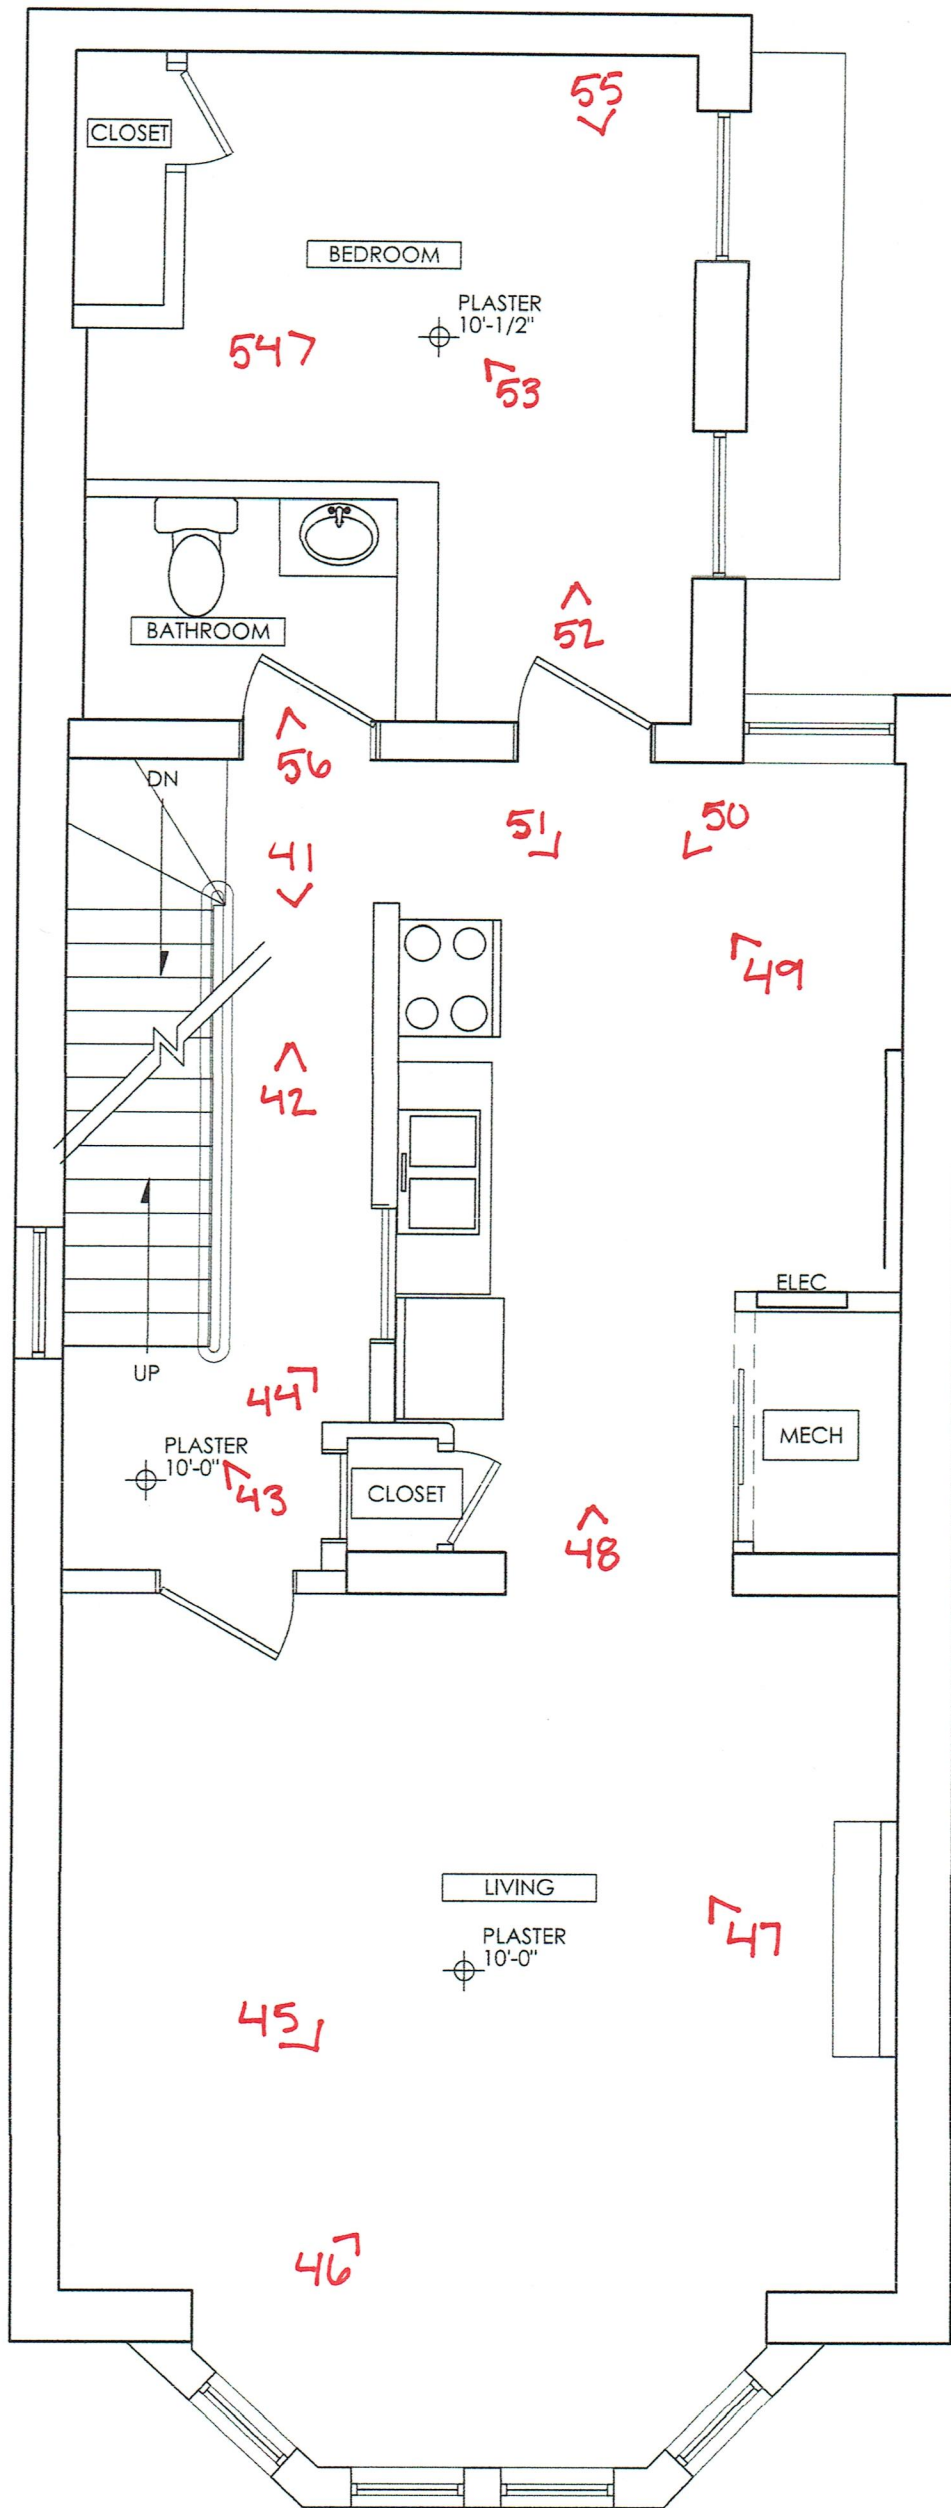 55
CLOSET
BEDROOM
PLASTER
10'-1/2"
54
53
BATHROOM
52
56
DN
51
50
41
49
42
ELEC
UP
44
MECH
PLASTER
10'-0"
43
CLOSET
48
LIVING
47
PLASTER
10'-0"
45
46